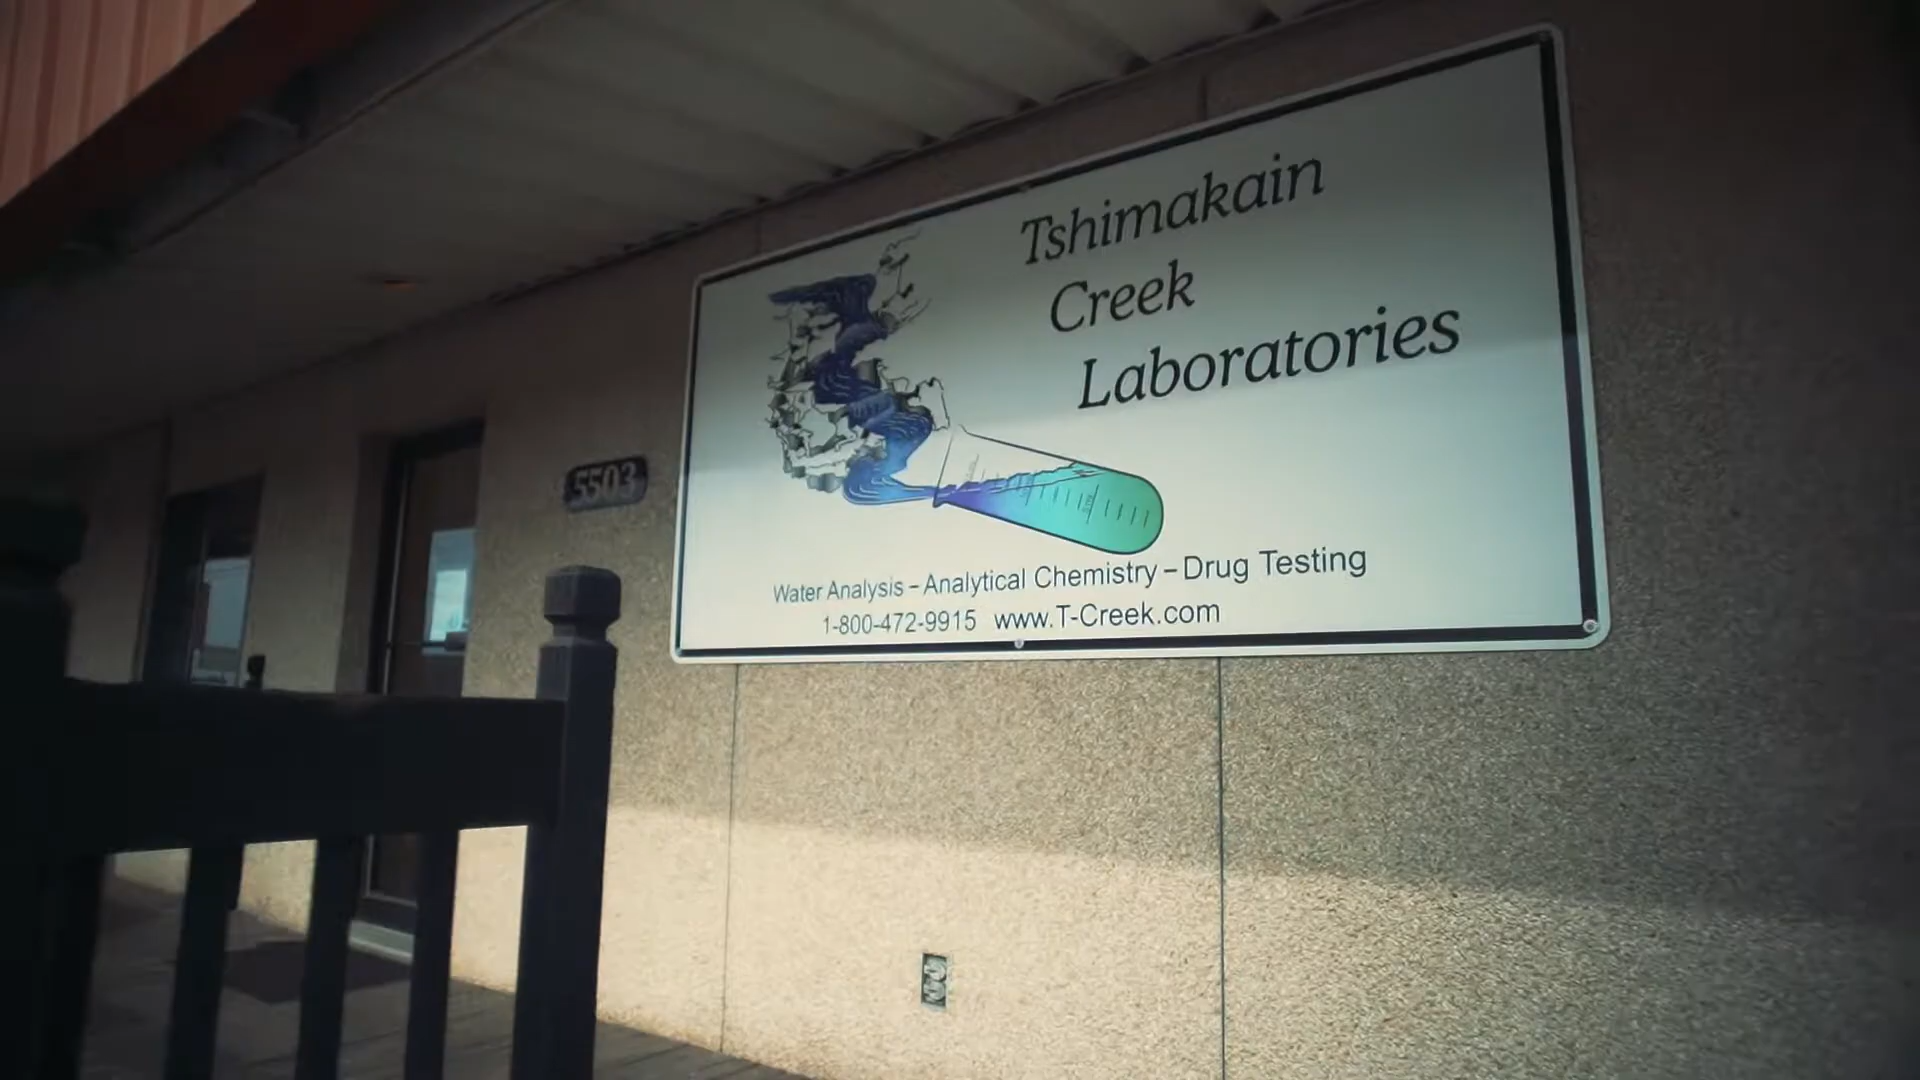 Tshimakain
Creek
Laboratories
5503
Water Analysis – Analytical Chemistry – Drug Testing
1-800-472-9915 www.T-Creek.com